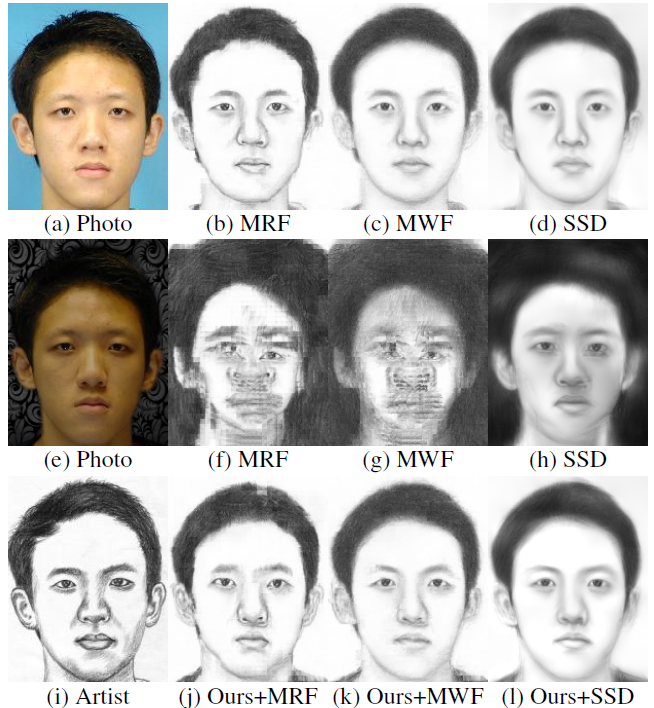 (a) Photo (b) MRF (c) MWF (d) SSD
(e) Photo (f) MRF (g) MWF (h) SSD
(i) Artist (j) Ours+MRF (k) Ours+MWF (l) Ours+SSD